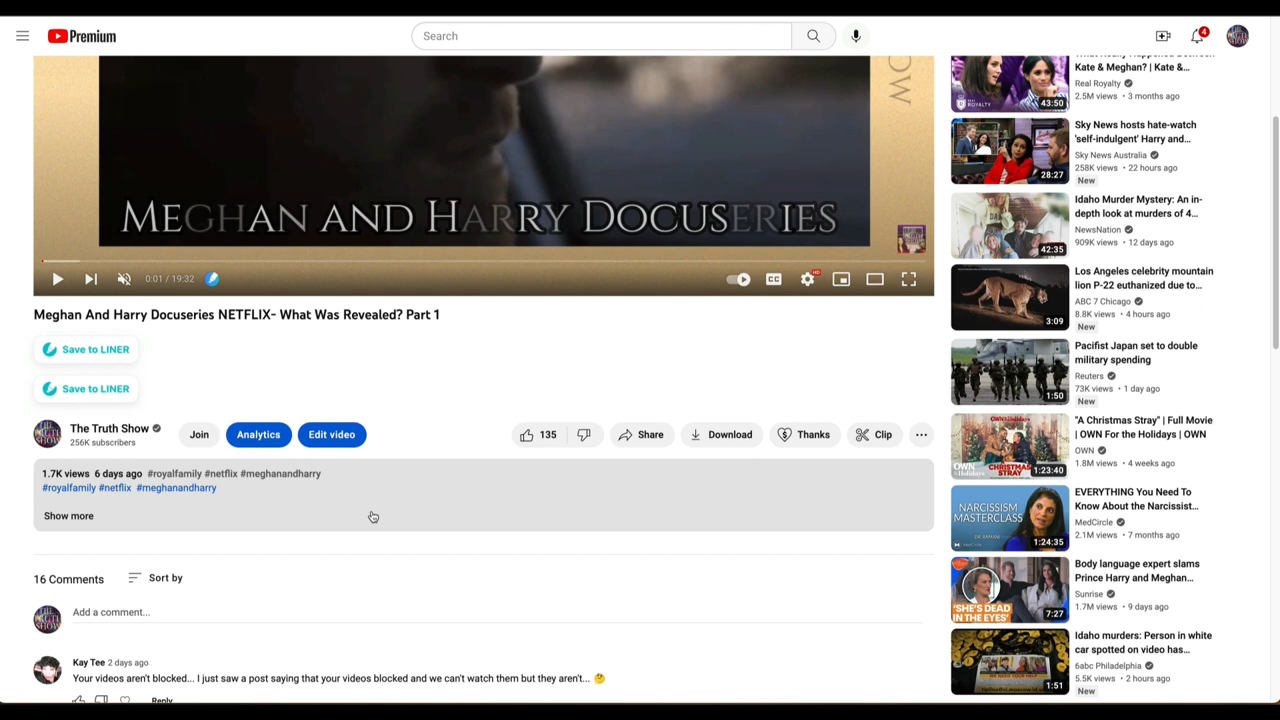 Premium
Search
4
OW
MEGHAN AND HARRY DOCUSERIES
0:01 / 19:32
CC
HD
Meghan And Harry Docuseries NETFLIX- What Was Revealed? Part 1
Save to LINER
Save to LINER
The Truth Show
256K subscribers
Join
Analytics
Edit video
135
Share
Download
Thanks
Clip
1.7K views 6 days ago #royalfamily #netflix #meghanandharry
#royalfamily #netflix #meghanandharry
Show more
16 Comments
Sort by
Add a comment...
Kay Tee 2 days ago
Your videos aren't blocked... I just saw a post saying that your videos blocked and we can't watch them but they aren't... 🤔
Reply
Kate & Meghan? | Kate &...
Real Royalty
2.5M views • 3 months ago
ROYALTY
43:50
Sky News hosts hate-watch
'self-indulgent' Harry and...
Sky News Australia
258K views • 22 hours ago
New
28:27
Idaho Murder Mystery: An in-
depth look at murders of 4...
NewsNation
909K views • 12 days ago
42:35
Los Angeles celebrity mountain
lion P-22 euthanized due to...
ABC 7 Chicago
8.8K views • 4 hours ago
New
3:09
Pacifist Japan set to double
military spending
Reuters
73K views • 1 day ago
New
1:50
"A Christmas Stray" | Full Movie
| OWN For the Holidays | OWN
OWN
1.8M views • 4 weeks ago
OWN
CHRISTMAS
STRAY
1:23:40
EVERYTHING You Need To
Know About the Narcissist...
MedCircle
2.1M views • 7 months ago
NARCISSISM
MASTERCLASS
1:24:35
Body language expert slams
Prince Harry and Meghan...
Sunrise
1.7M views • 9 days ago
'SHE'S DEAD
IN THE EYES'
7:27
Idaho murders: Person in white
car spotted on video has...
6abc Philadelphia
5.5K views • 2 hours ago
New
1:51